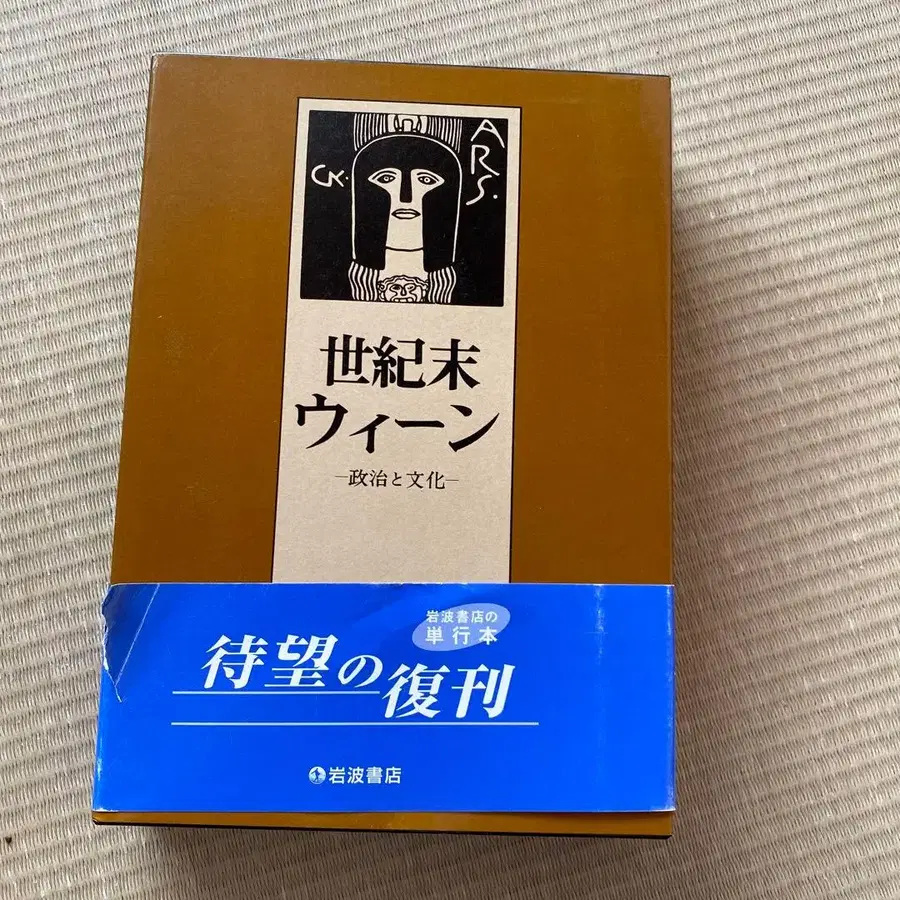 ARS.
GK.
世紀末
ウィーン
―政治と文化―
岩波書店の
単行本
待望の復刊
岩波書店